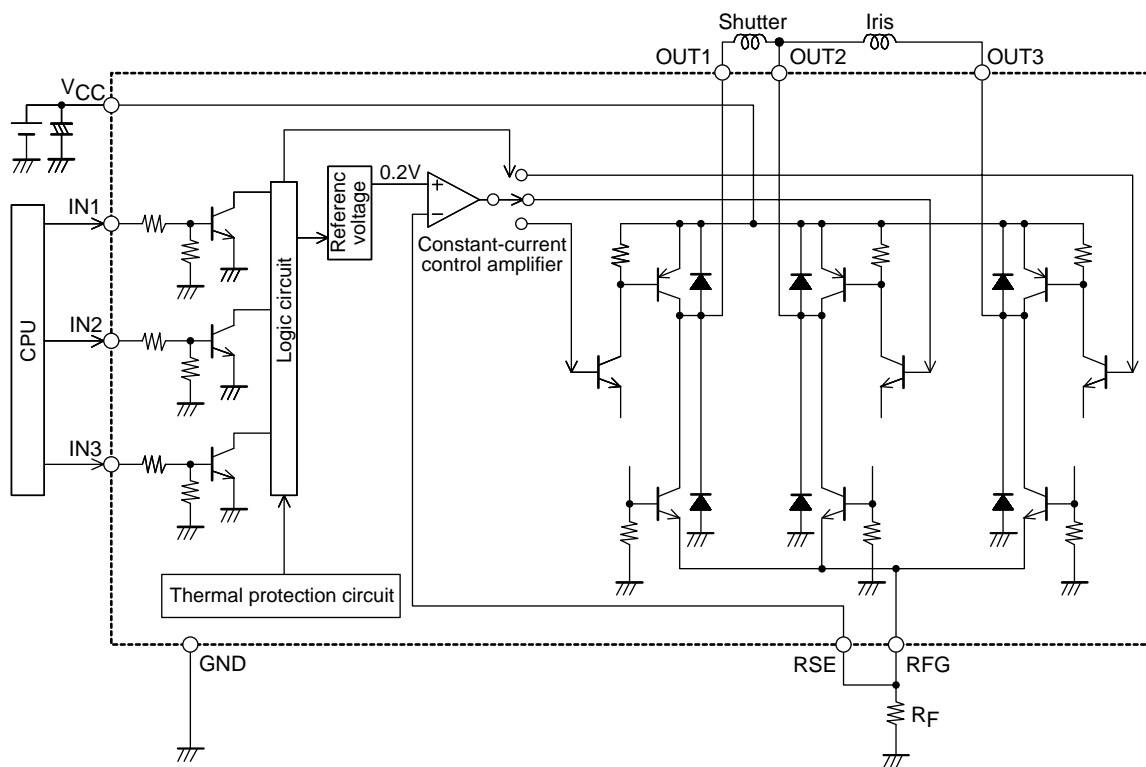 Shutter
Iris
OUT1
OUT2
OUT3
VCC
0.2V
IN1
Referenc
voltage
Constant-current
control amplifier
CPU
IN2
Logic circuit
IN3
Thermal protection circuit
GND
RSE
RFG
RF